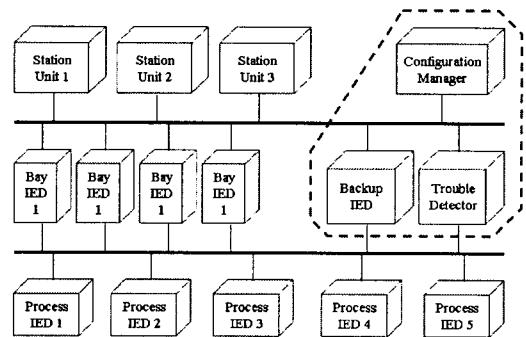 Station
Unit 1
Station
Unit 2
Station
Unit 3
Configuration
Manager
Bay
IED
1
Bay
IED
1
Bay
IED
1
Bay
IED
1
Backup
IED
Trouble
Detector
Process
IED 1
Process
IED 2
Process
IED 3
Process
IED 4
Process
IED 5